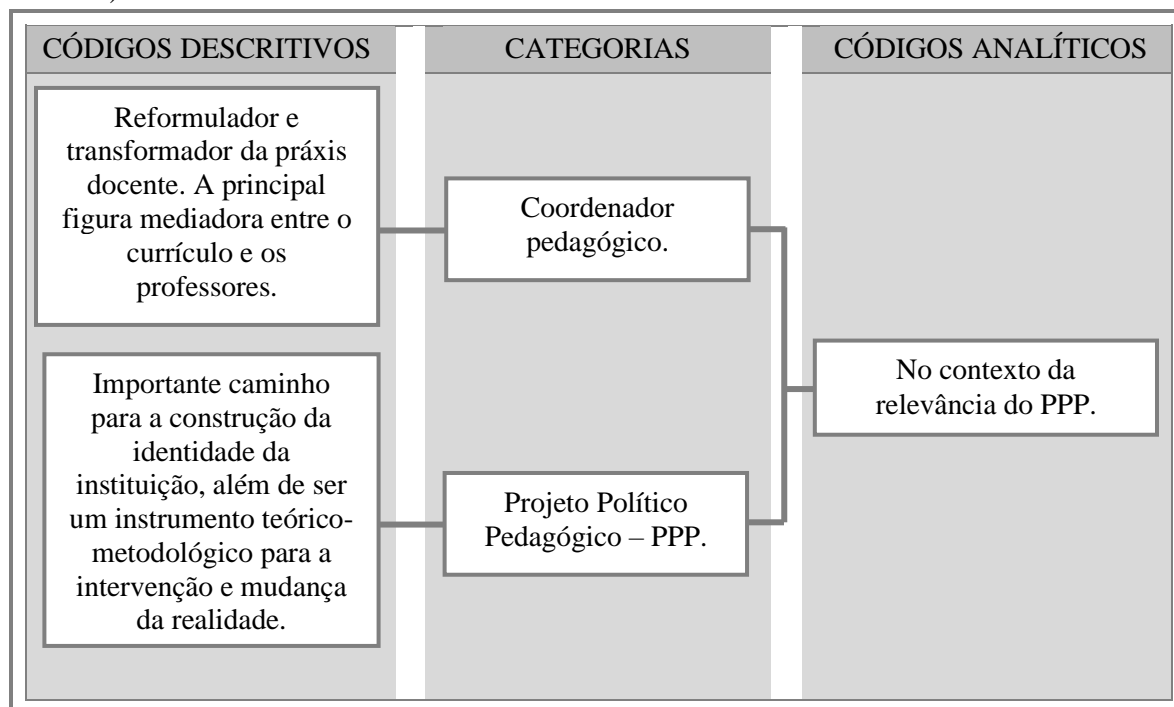 CÓDIGOS DESCRITIVOS
CATEGORIAS
CÓDIGOS ANALÍTICOS
Reformulador e
transformador da práxis
docente. A principal
figura mediadora entre o
currículo e os
professores.
Coordenador
pedagógico.
No contexto da
relevância do PPP.
Importante caminho
para a construção da
identidade da
instituição, além de ser
um instrumento teórico-
metodológico para a
intervenção e mudança
da realidade.
Projeto Político
Pedagógico – PPP.